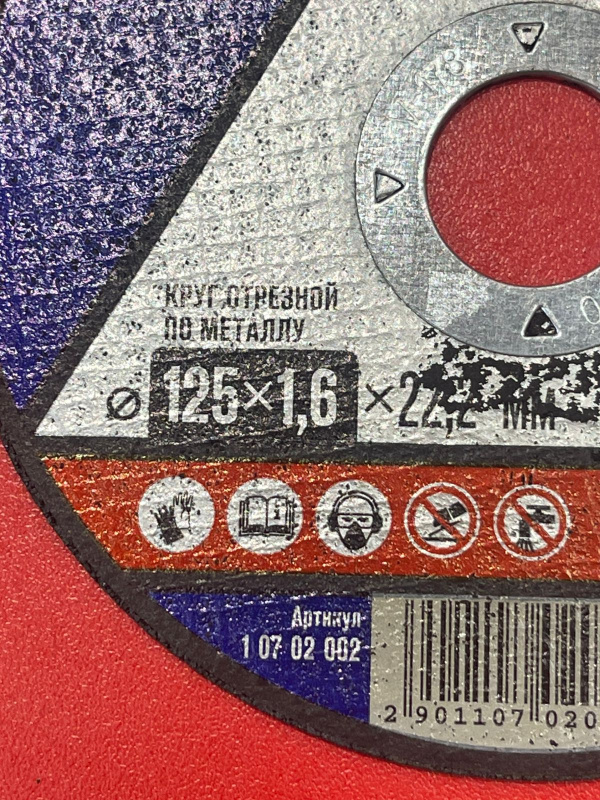 КРУГ ОТРЕЗНОЙ
ПО МЕТАЛЛУ
⌀ 125×1,6 ×22,2 ММ
Артикул
1 07 02 002
2 901107 020